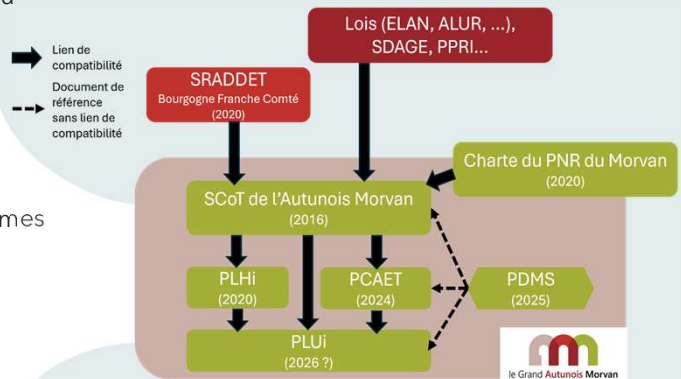 Lois (ELAN, ALUR, ...),
SDAGE, PPRI...
Lien de
compatibilité
Document de
référence
sans lien de
compatibilité
SRADDET
Bourgogne Franche Comté
(2020)
Charte du PNR du Morvan
(2020)
SCoT de l'Autunois Morvan
(2016)
mes
PLHi
(2020)
PCAET
(2024)
PDMS
(2025)
PLUi
(2026 ?)
le Grand Autunois Morvan